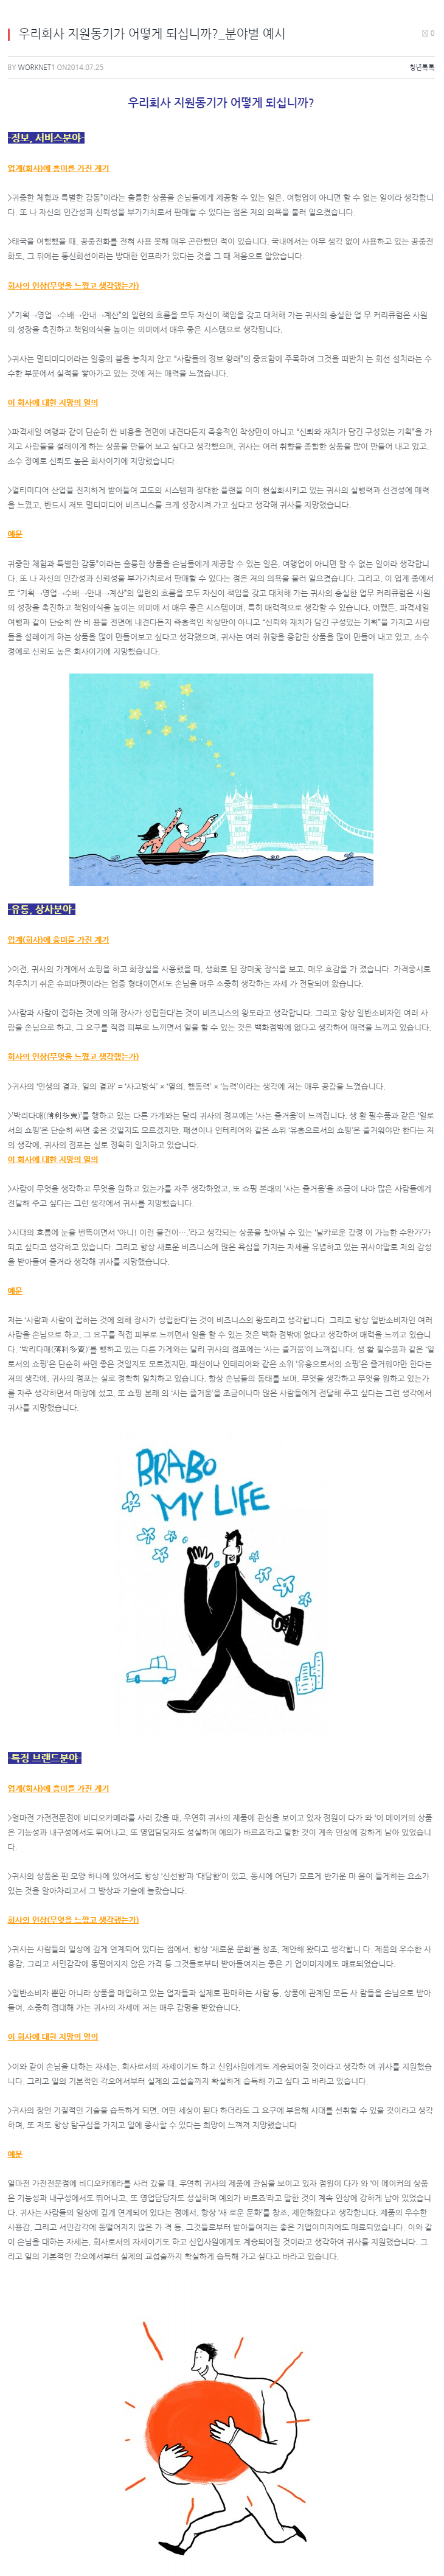 우리회사 지원동기가 어떻게 되십니까?_분야별 예시
0
BY WORKNET1 ON2014.07.25
청년톡톡
우리회사 지원동기가 어떻게 되십니까?
-정보, 서비스분야-
업계(회사)에 흥미를 가진 계기
>귀중한 체험과 특별한 감동"이라는 훌륭한 상품을 손님들에게 제공할 수 있는 일은, 여행업이 아니면 할 수 없는 일이라 생각합니
다. 또 나 자신의 인간성과 신뢰성을 부가가치로서 판매할 수 있다는 점은 저의 의욕을 불러 일으켰습니다.
>태국을 여행했을 때, 공중전화를 전혀 사용 못해 매우 곤란했던 적이 있습니다. 국내에서는 아무 생각 없이 사용하고 있는 공중전
화도, 그 뒤에는 통신회선이라는 방대한 인프라가 있다는 것을 그 때 처음으로 알았습니다.
회사의 인상(무엇을 느꼈고 생각했는가)
>"기획→영업→수배→안내→계산"의 일련의 흐름을 모두 자신이 책임을 갖고 대처해 가는 귀사의 충실한 업 무 커리큐럼은 사원
의 성장을 촉진하고 책임의식을 높이는 의미에서 매우 좋은 시스템으로 생각됩니다.
>귀사는 멀티미디어라는 일종의 붐을 놓치지 않고 "사람들의 정보 왕래"의 중요함에 주목하여 그것을 떠받치 는 회선 설치라는 수
수한 부문에서 실적을 쌓아가고 있는 것에 저는 매력을 느꼈습니다.
이 회사에 대한 지망의 열의
>파격세일 여행과 같이 단순히 싼 비용을 전면에 내건다든지 즉흥적인 착상만이 아니고 "신뢰와 재치가 담긴 구성있는 기획"을 가
지고 사람들을 설레이게 하는 상품을 만들어 보고 싶다고 생각했으며, 귀사는 여러 취향을 종합한 상품을 많이 만들어 내고 있고,
소수 정예로 신뢰도 높은 회사이기에 지망했습니다.
>멀티미디어 산업을 진지하게 받아들여 고도의 시스템과 장대한 플랜을 이미 현실화시키고 있는 귀사의 실행력과 선견성에 매력
을 느꼈고, 반드시 저도 멀티미디어 비즈니스를 크게 성장시켜 가고 싶다고 생각해 귀사를 지망했습니다.
예문
귀중한 체험과 특별한 감동"이라는 훌륭한 상품을 손님들에게 제공할 수 있는 일은, 여행업이 아니면 할 수 없는 일이라 생각합니
다. 또 나 자신의 인간성과 신뢰성을 부가가치로서 판매할 수 있다는 점은 저의 의욕을 불러 일으켰습니다. 그리고, 이 업계 중에서
도 "기획→영업→수배→안내→계산"의 일련의 흐름을 모두 자신이 책임을 갖고 대처해 가는 귀사의 충실한 업무 커리큐럼은 사원
의 성장을 촉진하고 책임의식을 높이는 의미에 서 매우 좋은 시스템이며, 특히 매력적으로 생각할 수 있습니다. 어쨌든, 파격세일
여행과 같이 단순히 싼 비 용을 전면에 내건다든지 즉흥적인 착상만이 아니고 "신뢰와 재치가 담긴 구성있는 기획"을 가지고 사람
들을 설레이게 하는 상품을 많이 만들어보고 싶다고 생각했으며, 귀사는 여러 취향을 종합한 상품을 많이 만들어 내고 있고, 소수
정예로 신뢰도 높은 회사이기에 지망했습니다.
-유통, 상사분야-
업계(회사)에 흥미를 가진 계기
>이전, 귀사의 가게에서 쇼핑을 하고 화장실을 사용했을 때, 생화로 된 장미꽃 장식을 보고, 매우 호감을 가 졌습니다. 가격중시로
치우치기 쉬운 슈퍼마켓이라는 업종 형태이면서도 손님을 매우 소중히 생각하는 자세 가 전달되어 왔습니다.
>사람과 사람이 접하는 것에 의해 장사가 성립한다'는 것이 비즈니스의 왕도라고 생각합니다. 그리고 항상 일반소비자인 여러 사
람을 손님으로 하고, 그 요구를 직접 피부로 느끼면서 일을 할 수 있는 것은 백화점밖에 없다고 생각하여 매력을 느끼고 있습니다.
회사의 인상(무엇을 느꼈고 생각했는가)
>귀사의 '인생의 결과, 일의 결과' = '사고방식' × '열의, 행동력' × '능력'이라는 생각에 저는 매우 공감을 느꼈습니다.
>'박리다매(薄利多賣)'를 행하고 있는 다른 가게와는 달리 귀사의 점포에는 '사는 즐거움'이 느껴집니다. 생 활 필수품과 같은 '일로
서의 쇼핑'은 단순히 싸면 좋은 것일지도 모르겠지만, 패션이나 인테리어와 같은 소위 '유흥으로서의 쇼핑'은 즐거워야만 한다는 저
의 생각에, 귀사의 점포는 실로 정확히 일치하고 있습니다.
이 회사에 대한 지망의 열의
>사람이 무엇을 생각하고 무엇을 원하고 있는가를 자주 생각하였고, 또 쇼핑 본래의 '사는 즐거움'을 조금이 나마 많은 사람들에게
전달해 주고 싶다는 그런 생각에서 귀사를 지망했습니다.
>시대의 흐름에 눈을 번뜩이면서 '아니! 이런 물건이….'라고 생각되는 상품을 찾아낼 수 있는 '날카로운 감정 이 가능한 수완가'가
되고 싶다고 생각하고 있습니다. 그리고 항상 새로운 비즈니스에 많은 욕심을 가지는 자세를 유념하고 있는 귀사야말로 저의 감성
을 받아들여 줄거라 생각해 귀사를 지망했습니다.
예문
저는 '사람과 사람이 접하는 것에 의해 장사가 성립한다'는 것이 비즈니스의 왕도라고 생각합니다. 그리고 항상 일반소비자인 여러
사람을 손님으로 하고, 그 요구를 직접 피부로 느끼면서 일을 할 수 있는 것은 백화 점밖에 없다고 생각하여 매력을 느끼고 있습니
다. '박리다매(薄利多賣)'를 행하고 있는 다른 가게와는 달리 귀사의 점포에는 '사는 즐거움'이 느껴집니다. 생 활 필수품과 같은 '일
로서의 쇼핑'은 단순히 싸면 좋은 것일지도 모르겠지만, 패션이나 인테리어와 같은 소위 '유흥으로서의 쇼핑'은 즐거워야만 한다는
저의 생각에, 귀사의 점포는 실로 정확히 일치하고 있습니다. 항상 손님들의 동태를 보며, 무엇을 생각하고 무엇을 원하고 있는가
를 자주 생각하면서 매장에 섰고, 또 쇼핑 본래 의 '사는 즐거움'을 조금이나마 많은 사람들에게 전달해 주고 싶다는 그런 생각에서
귀사를 지망했습니다.
BRABO
MY LIFE
-특정 브랜드분야-
업계(회사)에 흥미를 가진 계기
>얼마전 가전전문점에 비디오카메라를 사러 갔을 때, 우연히 귀사의 제품에 관심을 보이고 있자 점원이 다가 와 '이 메이커의 상품
은 기능성과 내구성에서도 뛰어나고, 또 영업담당자도 성실하며 예의가 바르죠'라고 말한 것이 계속 인상에 강하게 남아 있었습니
다.
>귀사의 상품은 핀 모양 하나에 있어서도 항상 '신선함'과 '대담함'이 있고, 동시에 어딘가 모르게 반가운 마 음이 들게하는 요소가
있는 것을 알아차리고서 그 발상과 기술에 놀랐습니다.
회사의 인상(무엇을 느꼈고 생각했는가)
>귀사는 사람들의 일상에 깊게 연계되어 있다는 점에서, 항상 '새로운 문화'를 창조, 제안해 왔다고 생각합니 다. 제품의 우수한 사
용감, 그리고 서민감각에 동떨어지지 않은 가격 등 그것들로부터 받아들여지는 좋은 기 업이미지에도 매료되었습니다.
>일반소비자 뿐만 아니라 상품을 매입하고 있는 업자들과 실제로 판매하는 사람 등, 상품에 관계된 모든 사 람들을 손님으로 받아
들여, 소중히 접대해 가는 귀사의 자세에 저는 매우 감명을 받았습니다.
이 회사에 대한 지망의 열의
>이와 같이 손님을 대하는 자세는, 회사로서의 자세이기도 하고 신입사원에게도 계승되어질 것이라고 생각하 여 귀사를 지원했습
니다. 그리고 일의 기본적인 각오에서부터 실제의 교섭술까지 확실하게 습득해 가고 싶다 고 바라고 있습니다.
>귀사의 장인 기질적인 기술을 습득하게 되면, 어떤 세상이 된다 하더라도 그 요구에 부응해 시대를 선취할 수 있을 것이라고 생각
하며, 또 저도 항상 탐구심을 가지고 일에 종사할 수 있다는 희망이 느껴져 지망했습니다
예문
얼마전 가전전문점에 비디오카메라를 사러 갔을 때, 우연히 귀사의 제품에 관심을 보이고 있자 점원이 다가 와 '이 메이커의 상품
은 기능성과 내구성에서도 뛰어나고, 또 영업담당자도 성실하며 예의가 바르죠'라고 말한 것이 계속 인상에 강하게 남아 있었습니
다. 귀사는 사람들의 일상에 깊게 연계되어 있다는 점에서, 항상 '새 로운 문화'를 창조, 제안해왔다고 생각합니다. 제품의 우수한
사용감, 그리고 서민감각에 동떨어지지 않은 가 격 등, 그것들로부터 받아들여지는 좋은 기업이미지에도 매료되었습니다. 이와 같
이 손님을 대하는 자세는, 회사로서의 자세이기도 하고 신입사원에게도 계승되어질 것이라고 생각하여 귀사를 지원했습니다. 그
리고 일의 기본적인 각오에서부터 실제의 교섭술까지 확실하게 습득해 가고 싶다고 바라고 있습니다.